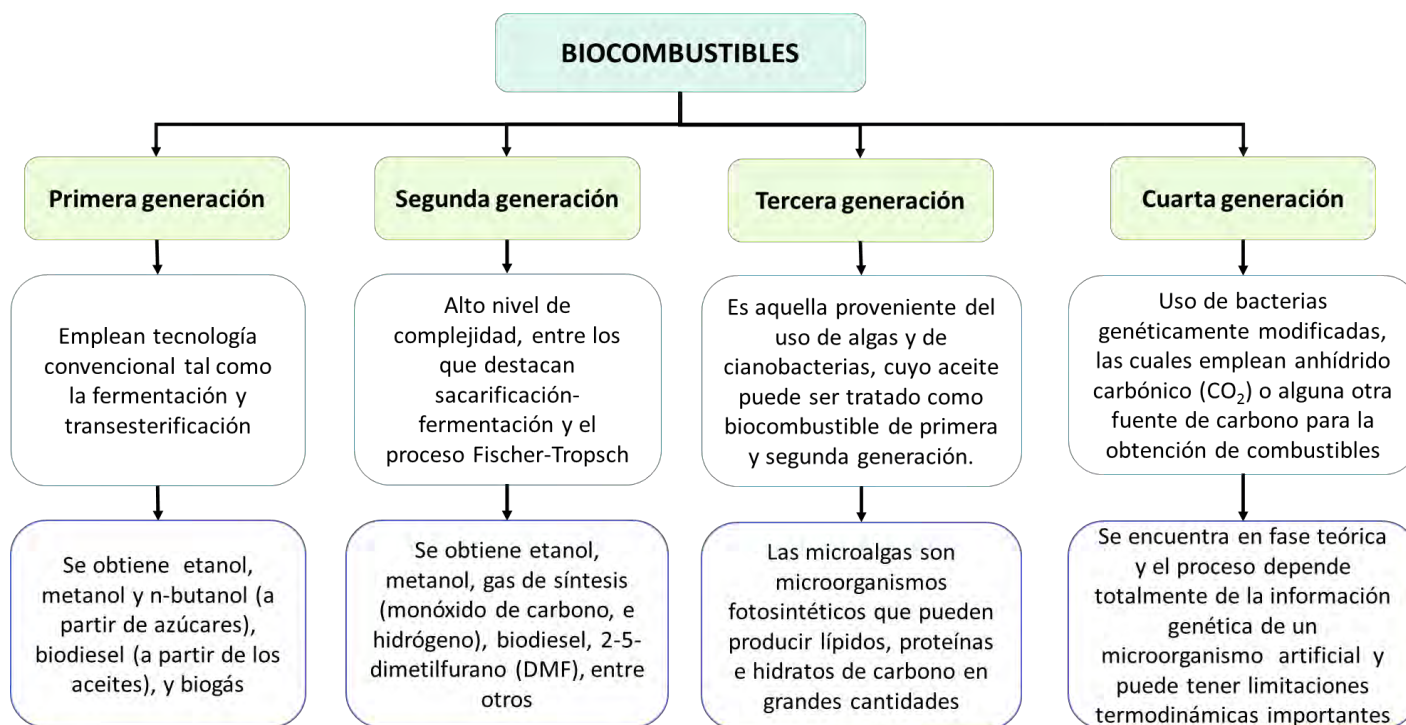 BIOCOMBUSTIBLES
Primera generación
Segunda generación
Tercera generación
Cuarta generación
Emplean tecnología
convencional tal como
la fermentación y
transesterificación
Alto nivel de
complejidad, entre los
que destacan
sacarificación-
fermentación y el
proceso Fischer-Tropsch
Es aquella proveniente del
uso de algas y de
cianobacterias, cuyo aceite
puede ser tratado como
biocombustible de primera
y segunda generación.
Uso de bacterias
genéticamente modificadas,
las cuales emplean anhídrido
carbónico (CO₂) o alguna otra
fuente de carbono para la
obtención de combustibles
Se obtiene etanol,
metanol y n-butanol (a
partir de azúcares),
biodiesel (a partir de los
aceites), y biogás
Se obtiene etanol,
metanol, gas de síntesis
(monóxido de carbono, e
hidrógeno), biodiesel, 2-5-
dimetilfurano (DMF), entre
otros
Las microalgas son
microorganismos
fotosintéticos que pueden
producir lípidos, proteínas
e hidratos de carbono en
grandes cantidades
Se encuentra en fase teórica
y el proceso depende
totalmente de la información
genética de un
microorganismo artificial y
puede tener limitaciones
termodinámicas importantes